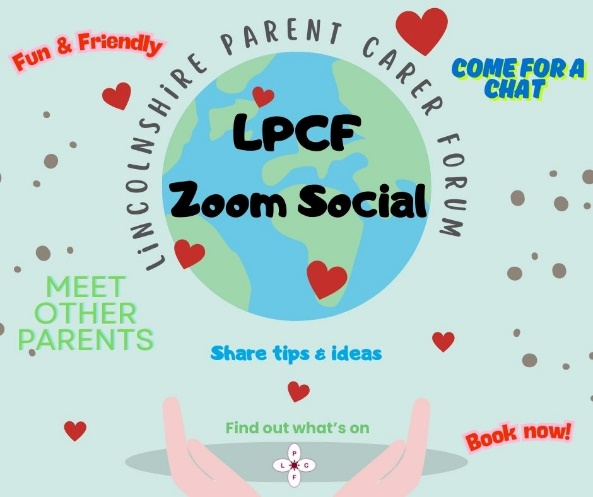 Fun & Friendly
LiNCOLNSHiRE PARENT CARER FORUM
COME FOR A
CHAT
LPCF
Zoom Social
MEET
OTHER
PARENTS
Share tips & ideas
Find out what's on
Book now!
P
L C
F